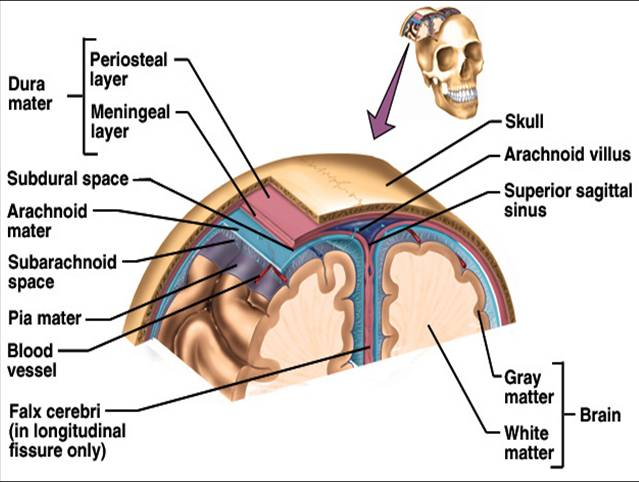 Dura
mater
Periosteal
layer
Meningeal
layer
Subdural space
Arachnoid
mater
Subarachnoid
space
Pia mater
Blood
vessel
Falx cerebri
(in longitudinal
fissure only)
Skull
Arachnoid villus
Superior sagittal
sinus
Gray
matter
White
matter
Brain